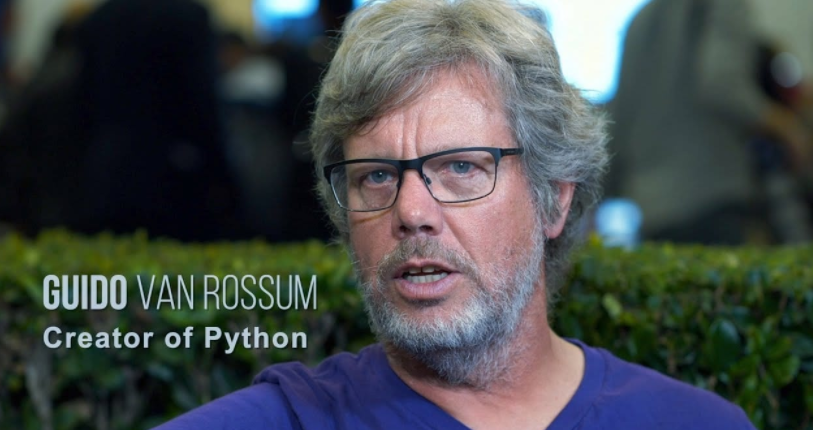 GUIDO VAN ROSSUM
Creator of Python